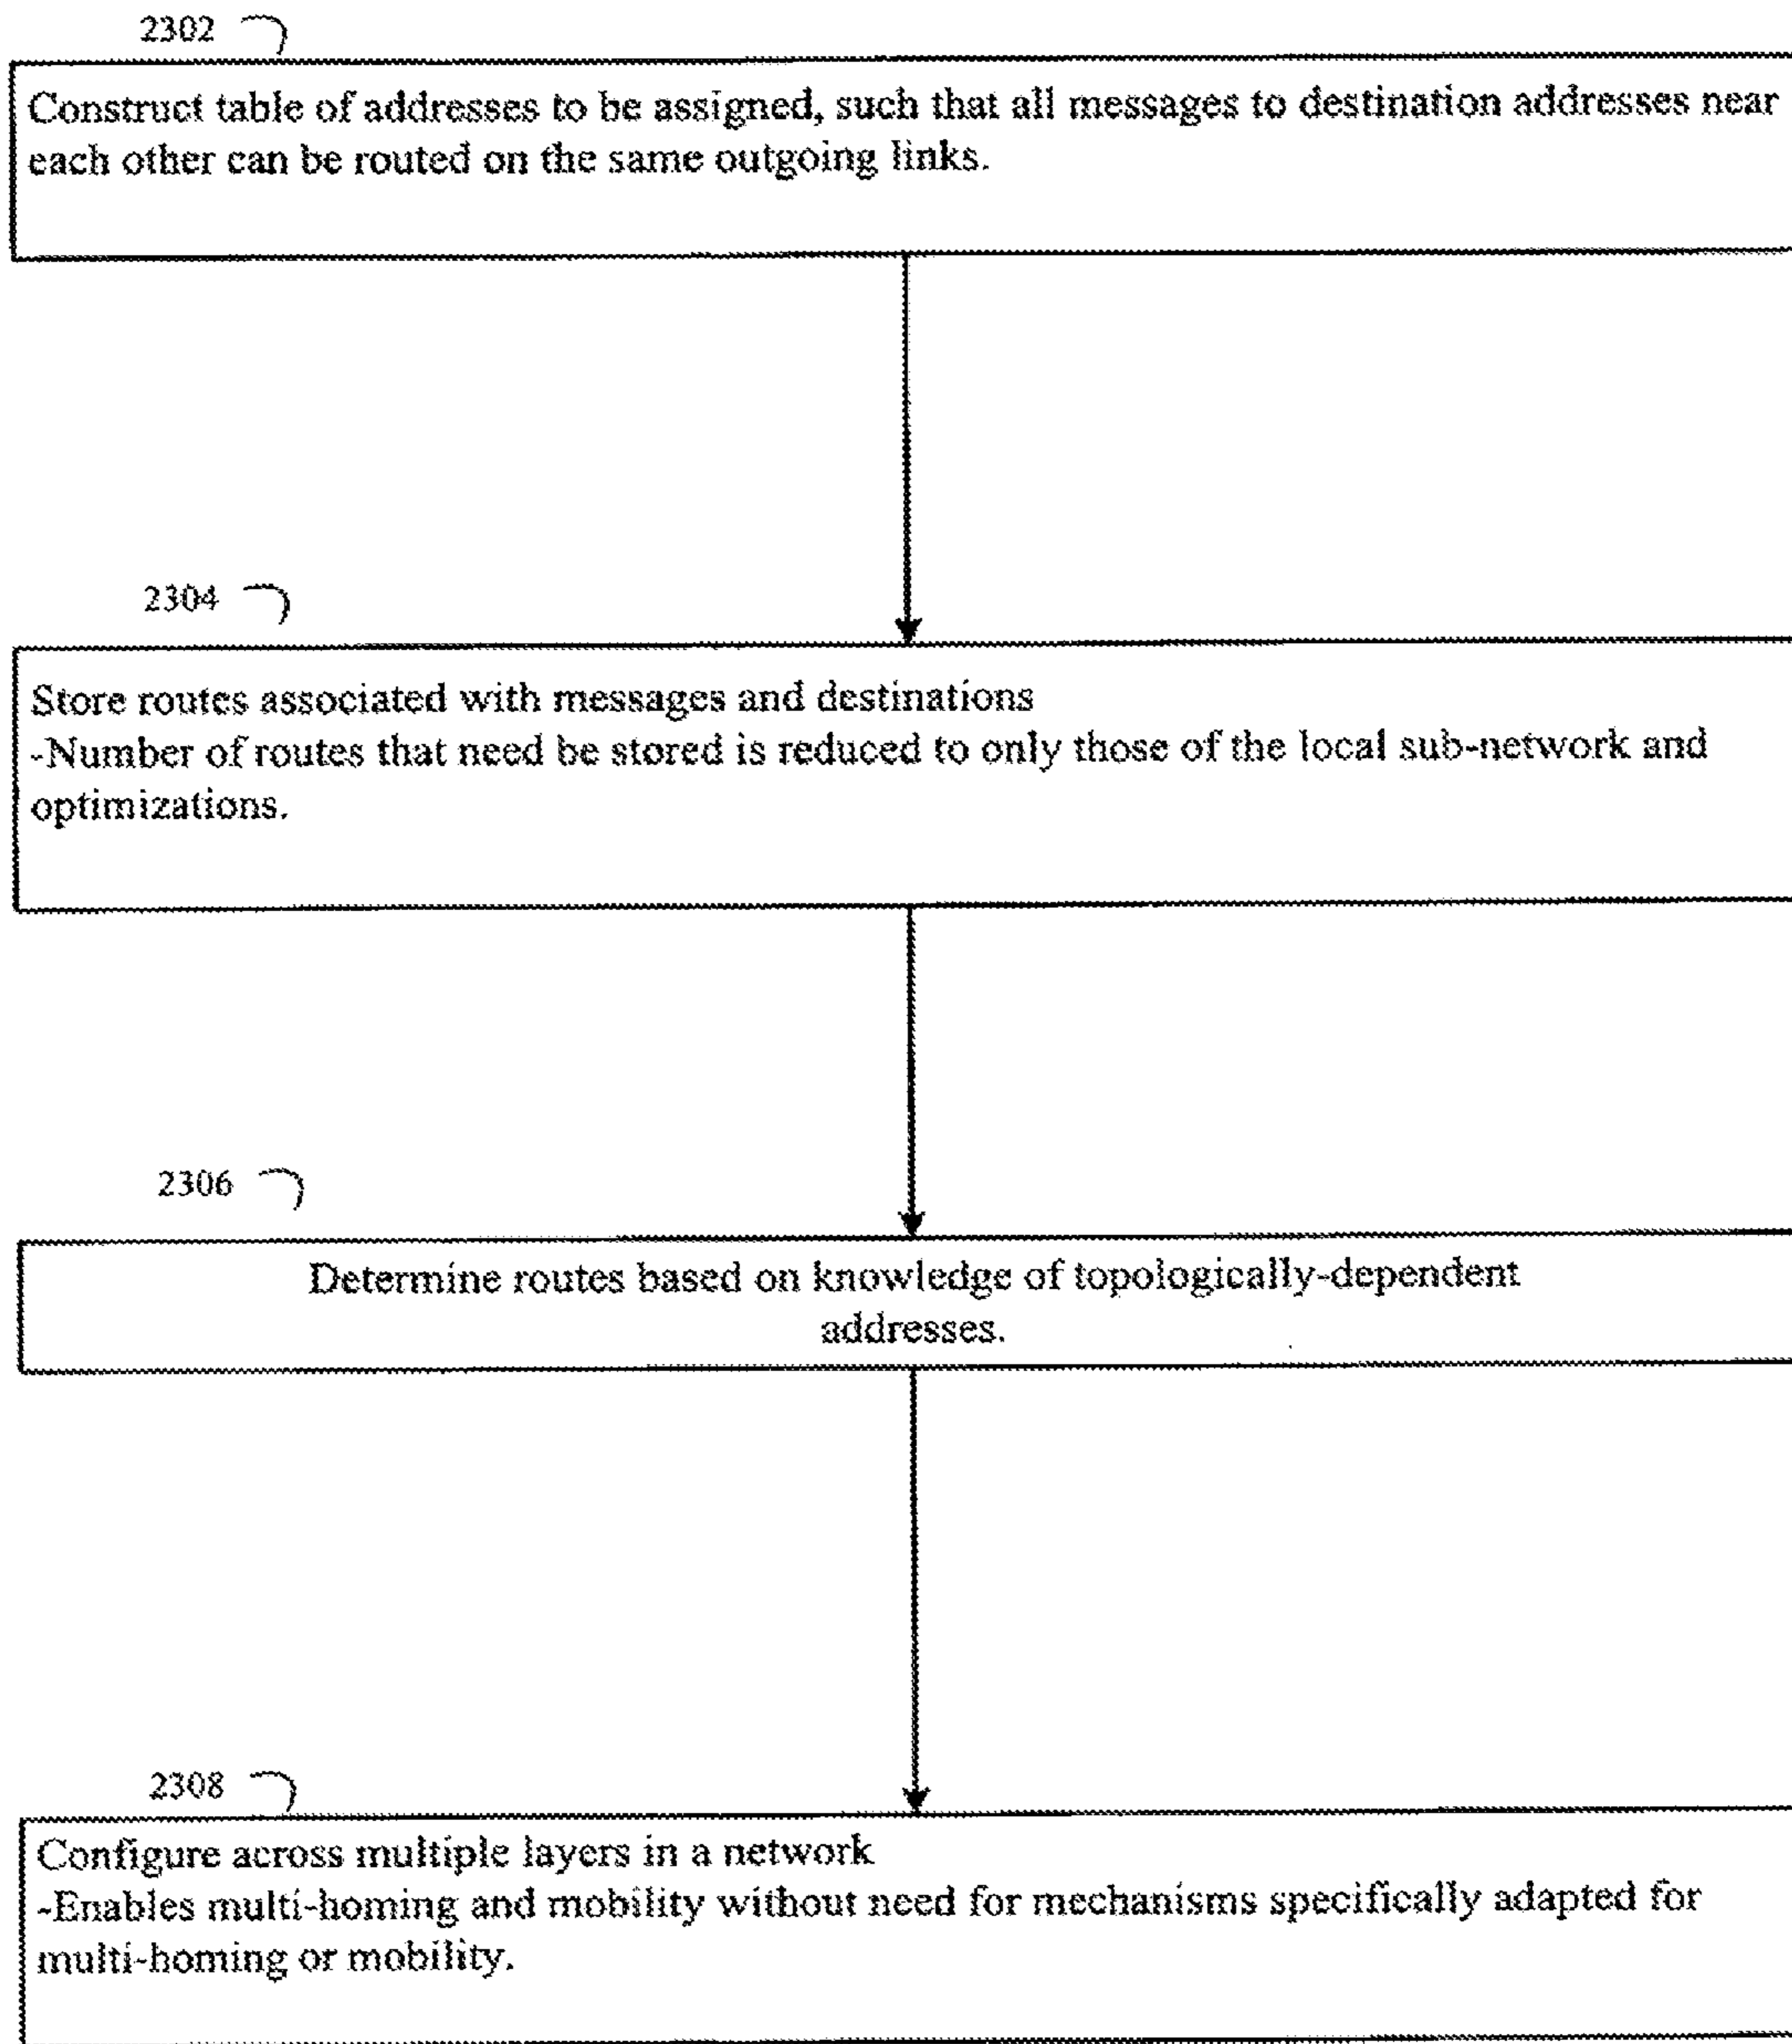 2302
Construct table of addresses to be assigned, such that all messages to destination addresses near
each other can be routed on the same outgoing links.
2304
Store routes associated with messages and destinations
-Number of routes that need be stored is reduced to only those of the local sub-network and
optimizations.
2306
Determine routes based on knowledge of topologically-dependent
addresses.
2308
Configure across multiple layers in a network
-Enables multi-homing and mobility without need for mechanisms specifically adapted for
multi-homing or mobility.